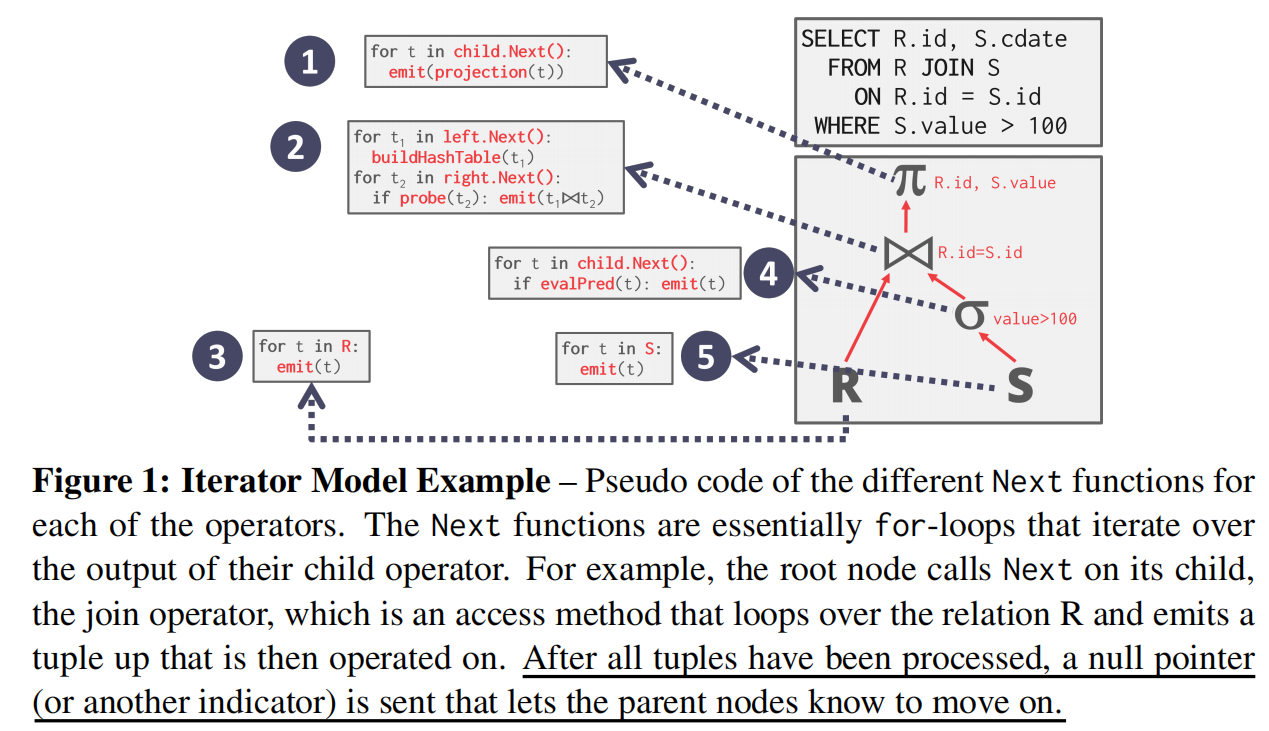 1
for t in child.Next():
emit(projection(t))
2
for t₁ in left.Next():
buildHashTable(t₁)
for t₂ in right.Next():
if probe(t₂): emit(t₁⋈t₂)
for t in child.Next():
if evalPred(t): emit(t)
4
3
for t in R:
emit(t)
for t in S:
emit(t)
5
SELECT R.id, S.cdate
FROM R JOIN S
ON R.id = S.id
WHERE S.value > 100
π R.id, S.value
⋈ R.id=S.id
σ value>100
R
S
Figure 1: Iterator Model Example – Pseudo code of the different Next functions for
each of the operators. The Next functions are essentially for-loops that iterate over
the output of their child operator. For example, the root node calls Next on its child,
the join operator, which is an access method that loops over the relation R and emits a
tuple up that is then operated on. After all tuples have been processed, a null pointer
(or another indicator) is sent that lets the parent nodes know to move on.